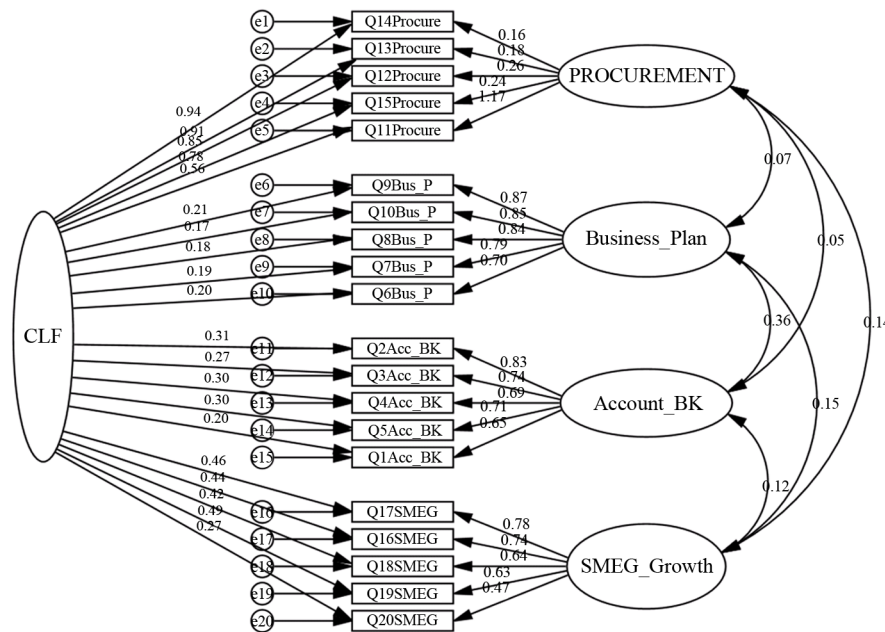 e1 Q14Procure
0.16
e2 Q13Procure
0.18
e3 Q12Procure PROCUREMENT
0.26
e4 Q15Procure
0.24
e5 Q11Procure
1.17
0.94
0.91
0.85
0.78
0.56
0.07
e6 Q9Bus_P
0.87
e7 Q10Bus_P
0.85
e8 Q8Bus_P Business_Plan
0.84
e9 Q7Bus_P
0.79
e10 Q6Bus_P
0.70
0.21
0.17
0.18
0.19
0.20
0.05
CLF
0.36
0.14
e11 Q2Acc_BK
0.83
e12 Q3Acc_BK
0.74
e13 Q4Acc_BK Account_BK
0.69
e14 Q5Acc_BK
0.71
e15 Q1Acc_BK
0.65
0.31
0.27
0.30
0.30
0.20
0.15
0.12
e16 Q17SMEG
0.78
e17 Q16SMEG
0.74
e18 Q18SMEG SMEG_Growth
0.64
e19 Q19SMEG
0.63
e20 Q20SMEG
0.47
0.46
0.44
0.42
0.49
0.27